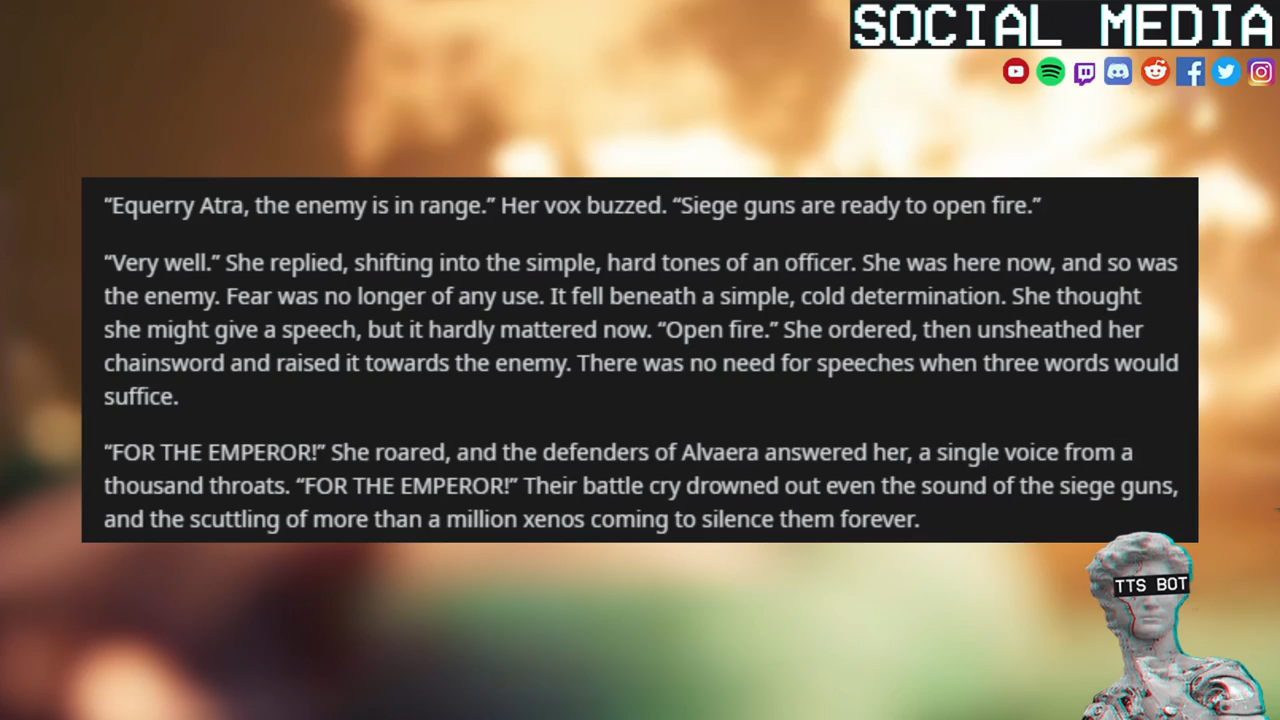 SOCIAL MEDIA
“Equerry Atra, the enemy is in range.” Her vox buzzed. “Siege guns are ready to open fire.”
“Very well.” She replied, shifting into the simple, hard tones of an officer. She was here now, and so was
the enemy. Fear was no longer of any use. It fell beneath a simple, cold determination. She thought
she might give a speech, but it hardly mattered now. “Open fire.” She ordered, then unsheathed her
chainsword and raised it towards the enemy. There was no need for speeches when three words would
suffice.
“FOR THE EMPEROR!” She roared, and the defenders of Alvaera answered her, a single voice from a
thousand throats. “FOR THE EMPEROR!” Their battle cry drowned out even the sound of the siege guns,
and the scuttling of more than a million xenos coming to silence them forever.
TTS BOT